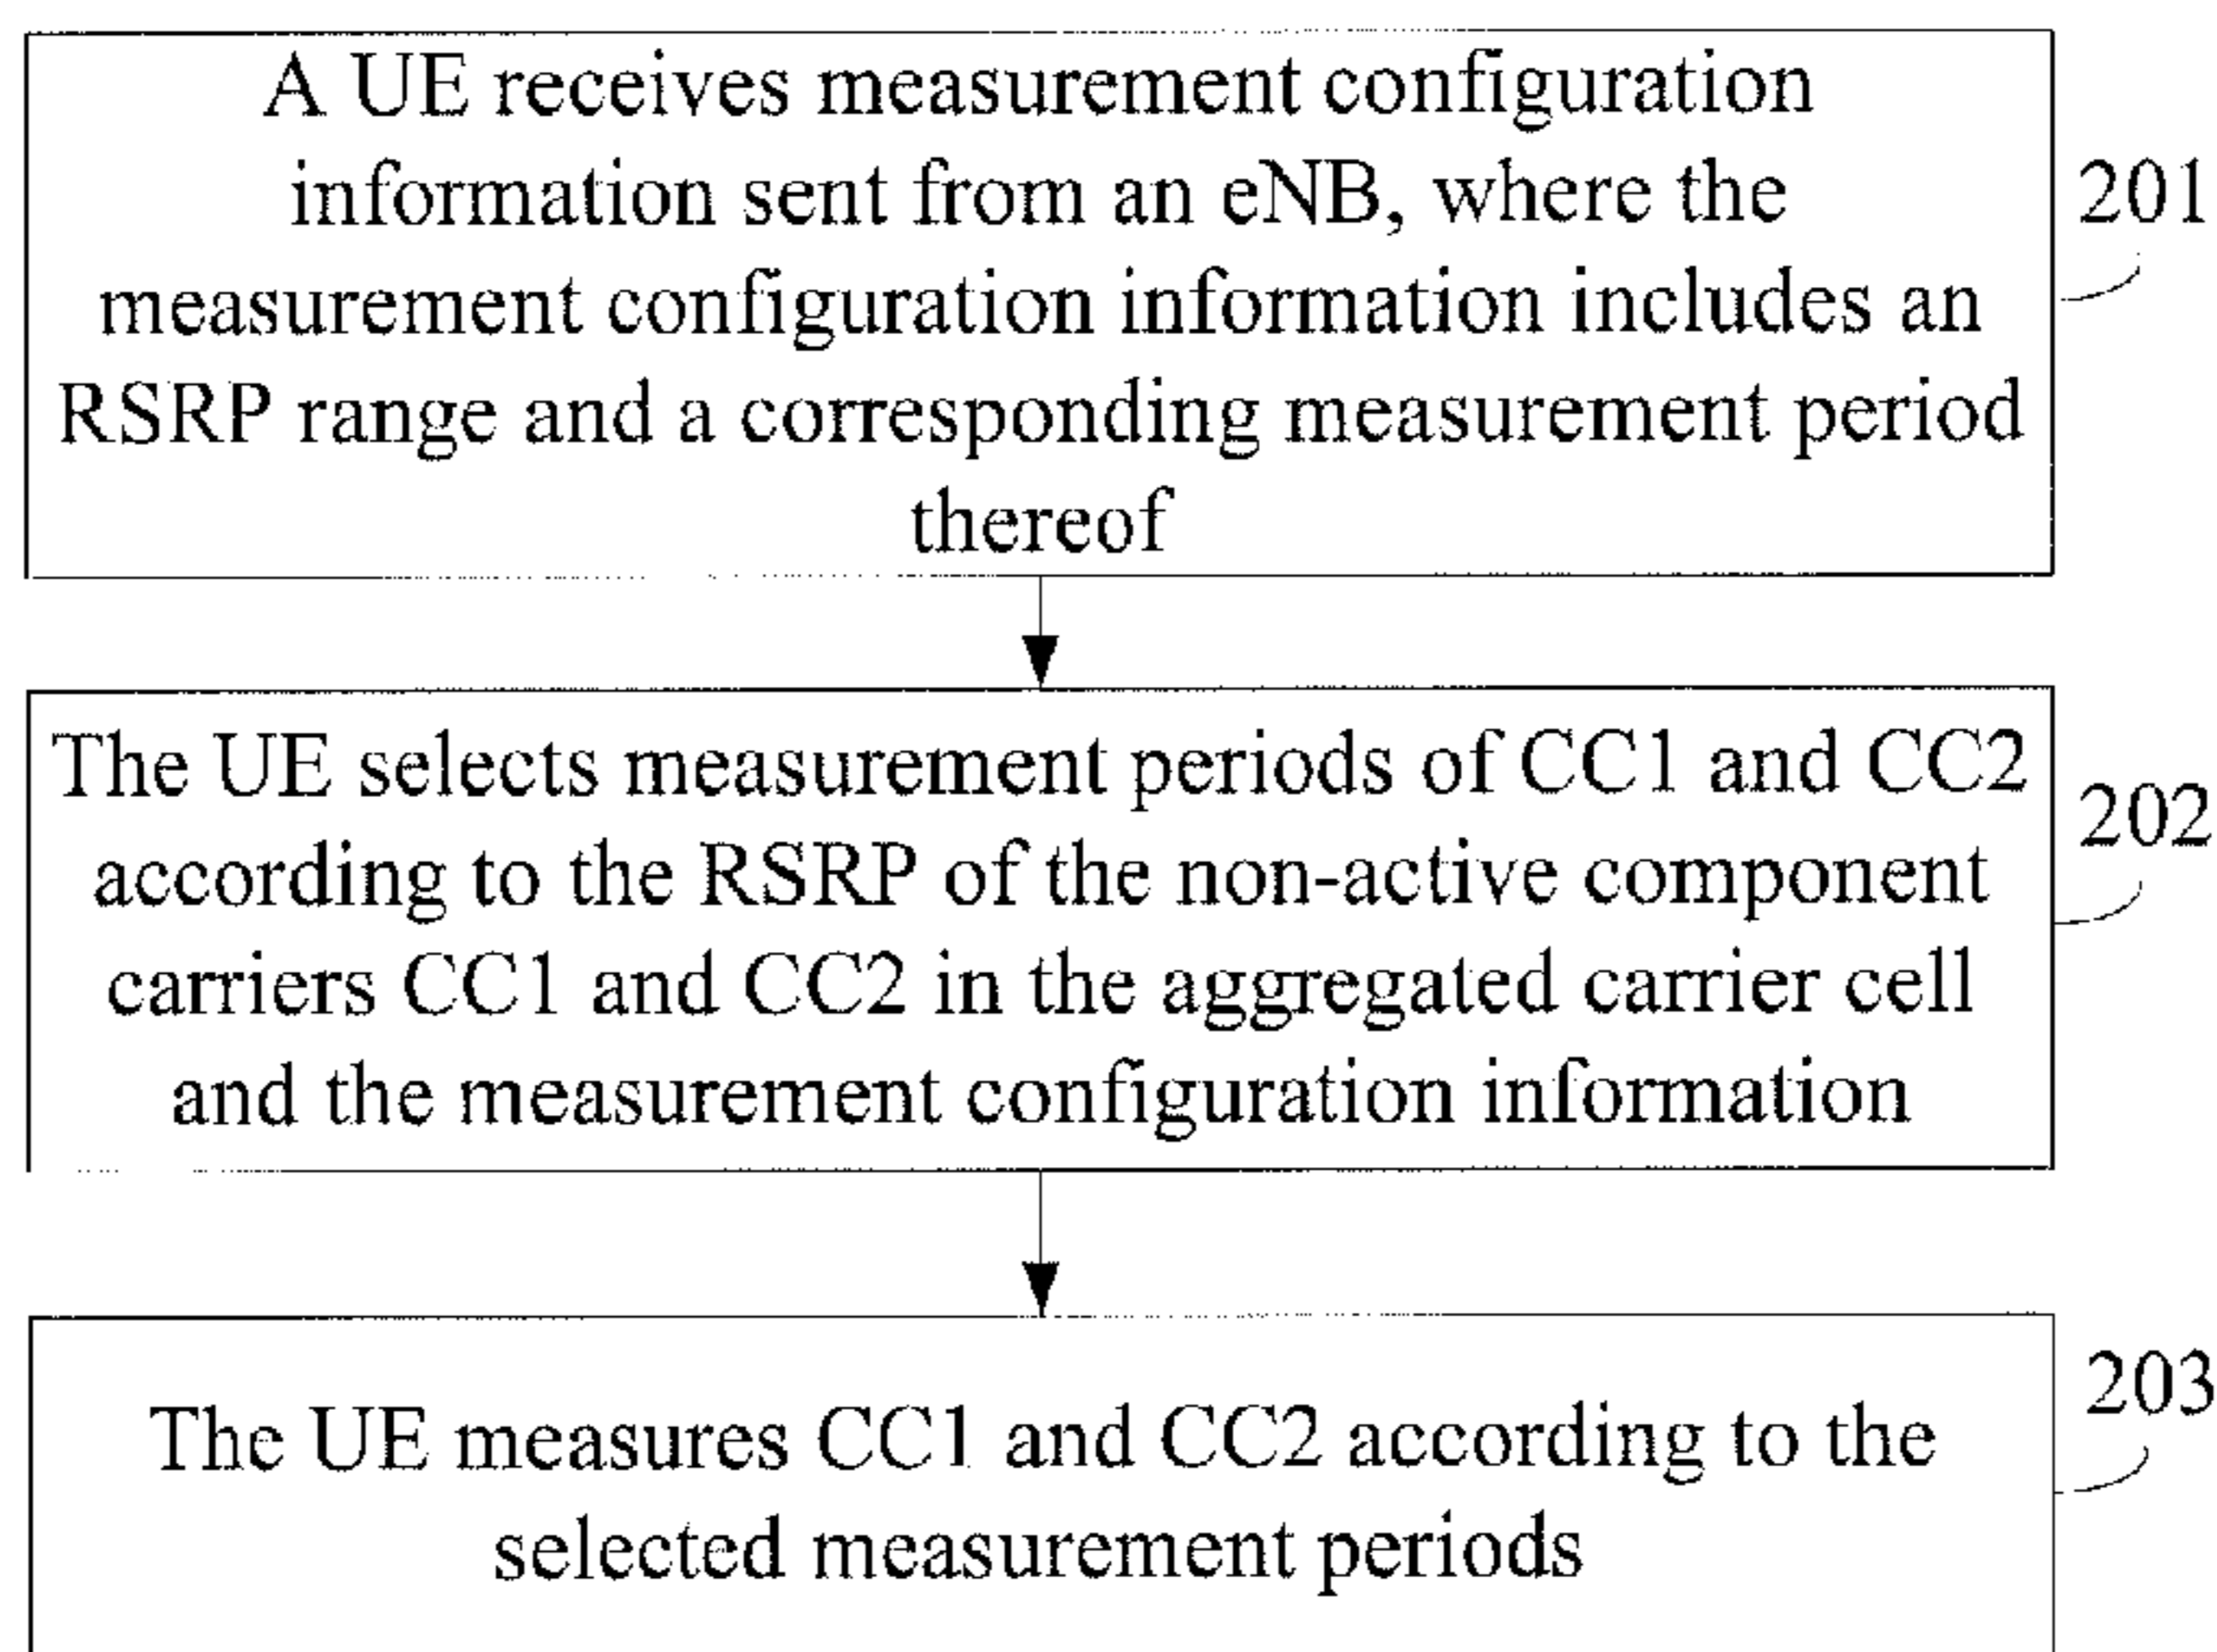 A UE receives measurement configuration
information sent from an eNB, where the
measurement configuration information includes an
RSRP range and a corresponding measurement period
thereof
201
The UE selects measurement periods of CC1 and CC2
according to the RSRP of the non-active component
carriers CC1 and CC2 in the aggregated carrier cell
and the measurement configuration information
202
The UE measures CC1 and CC2 according to the
selected measurement periods
203